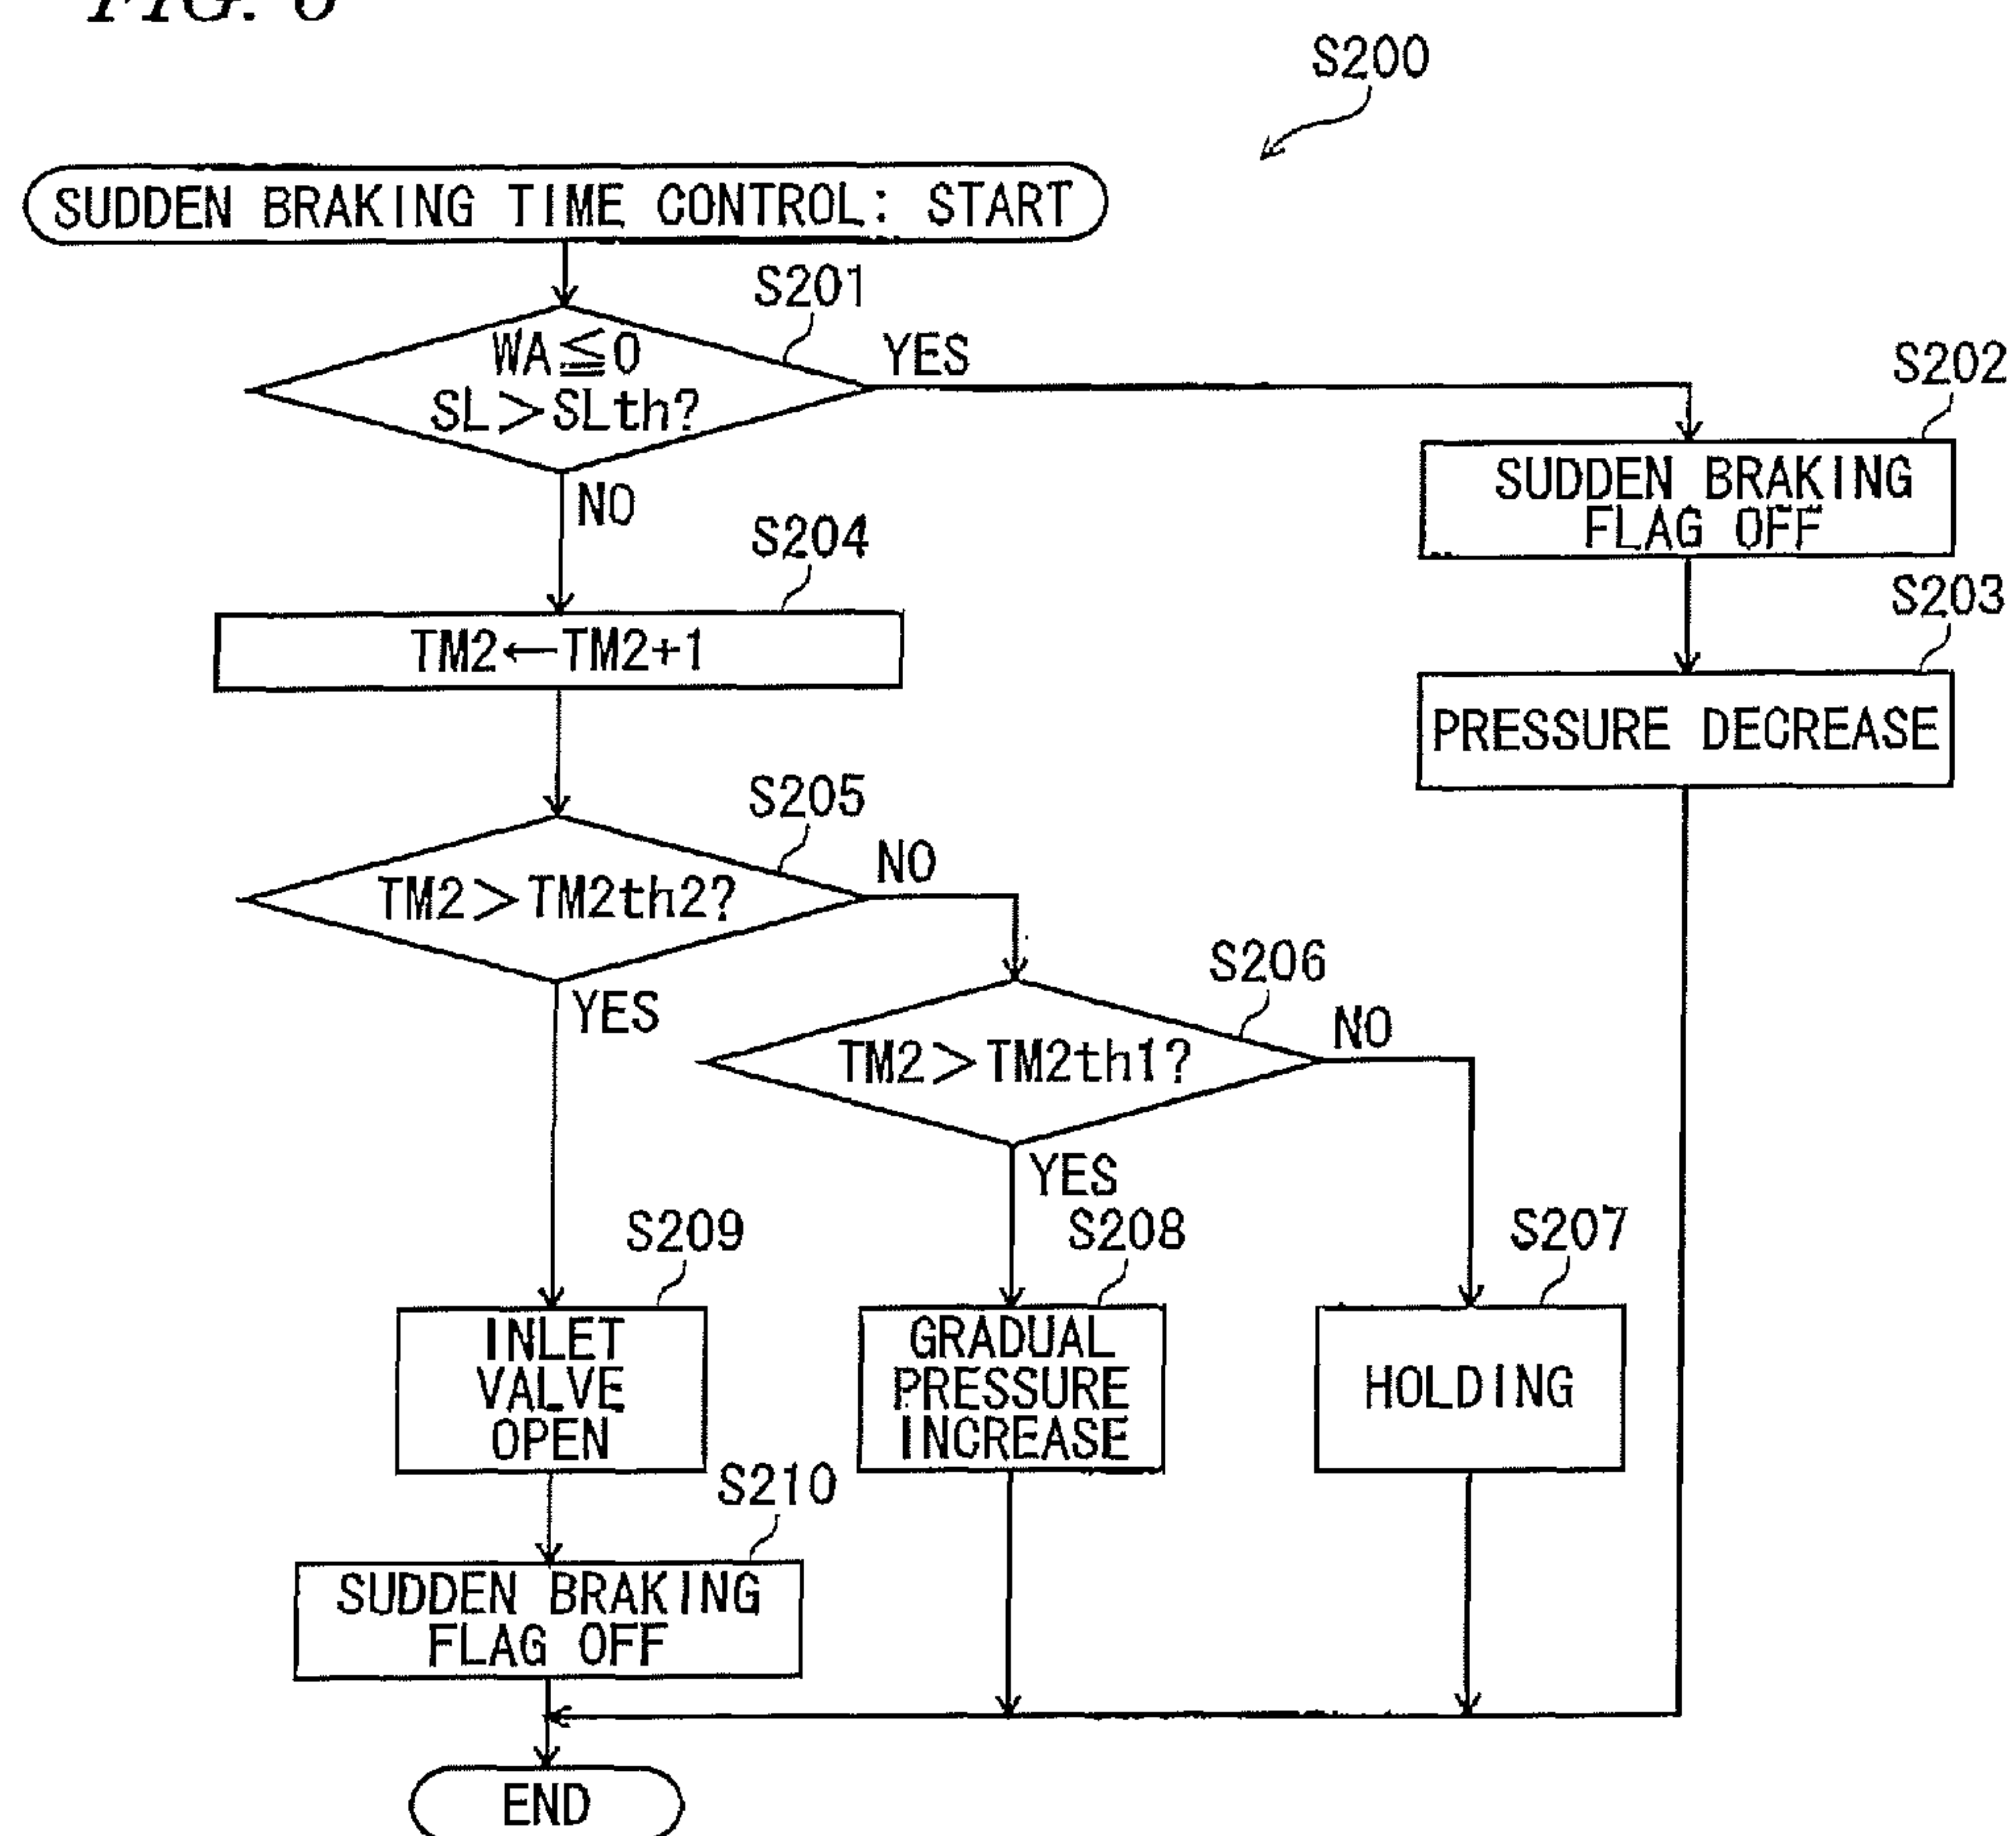 FIG.
S200
SUDDEN BRAKING TIME CONTROL: START
S201
WA≦0
SL>SLth?
YES
NO
S202
SUDDEN BRAKING
FLAG OFF
S203
PRESSURE DECREASE
S204
TM2←TM2+1
S205
TM2>TM2th2?
NO
YES
S206
TM2>TM2th1?
NO
YES
S209
INLET
VALVE
OPEN
S208
GRADUAL
PRESSURE
INCREASE
S207
HOLDING
S210
SUDDEN BRAKING
FLAG OFF
END